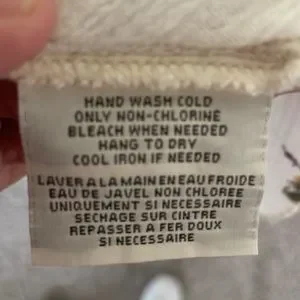 HAND WASH COLD
ONLY NON-CHLORINE
BLEACH WHEN NEEDED
HANG TO DRY
COOL IRON IF NEEDED
LAVER A LA MAIN EN EAU FROIDE
EAU DE JAVEL NON CHLOREE
UNIQUEMENT SI NECESSAIRE
SECHAGE SUR CINTRE
REPASSER A FER DOUX
SI NECESSAIRE